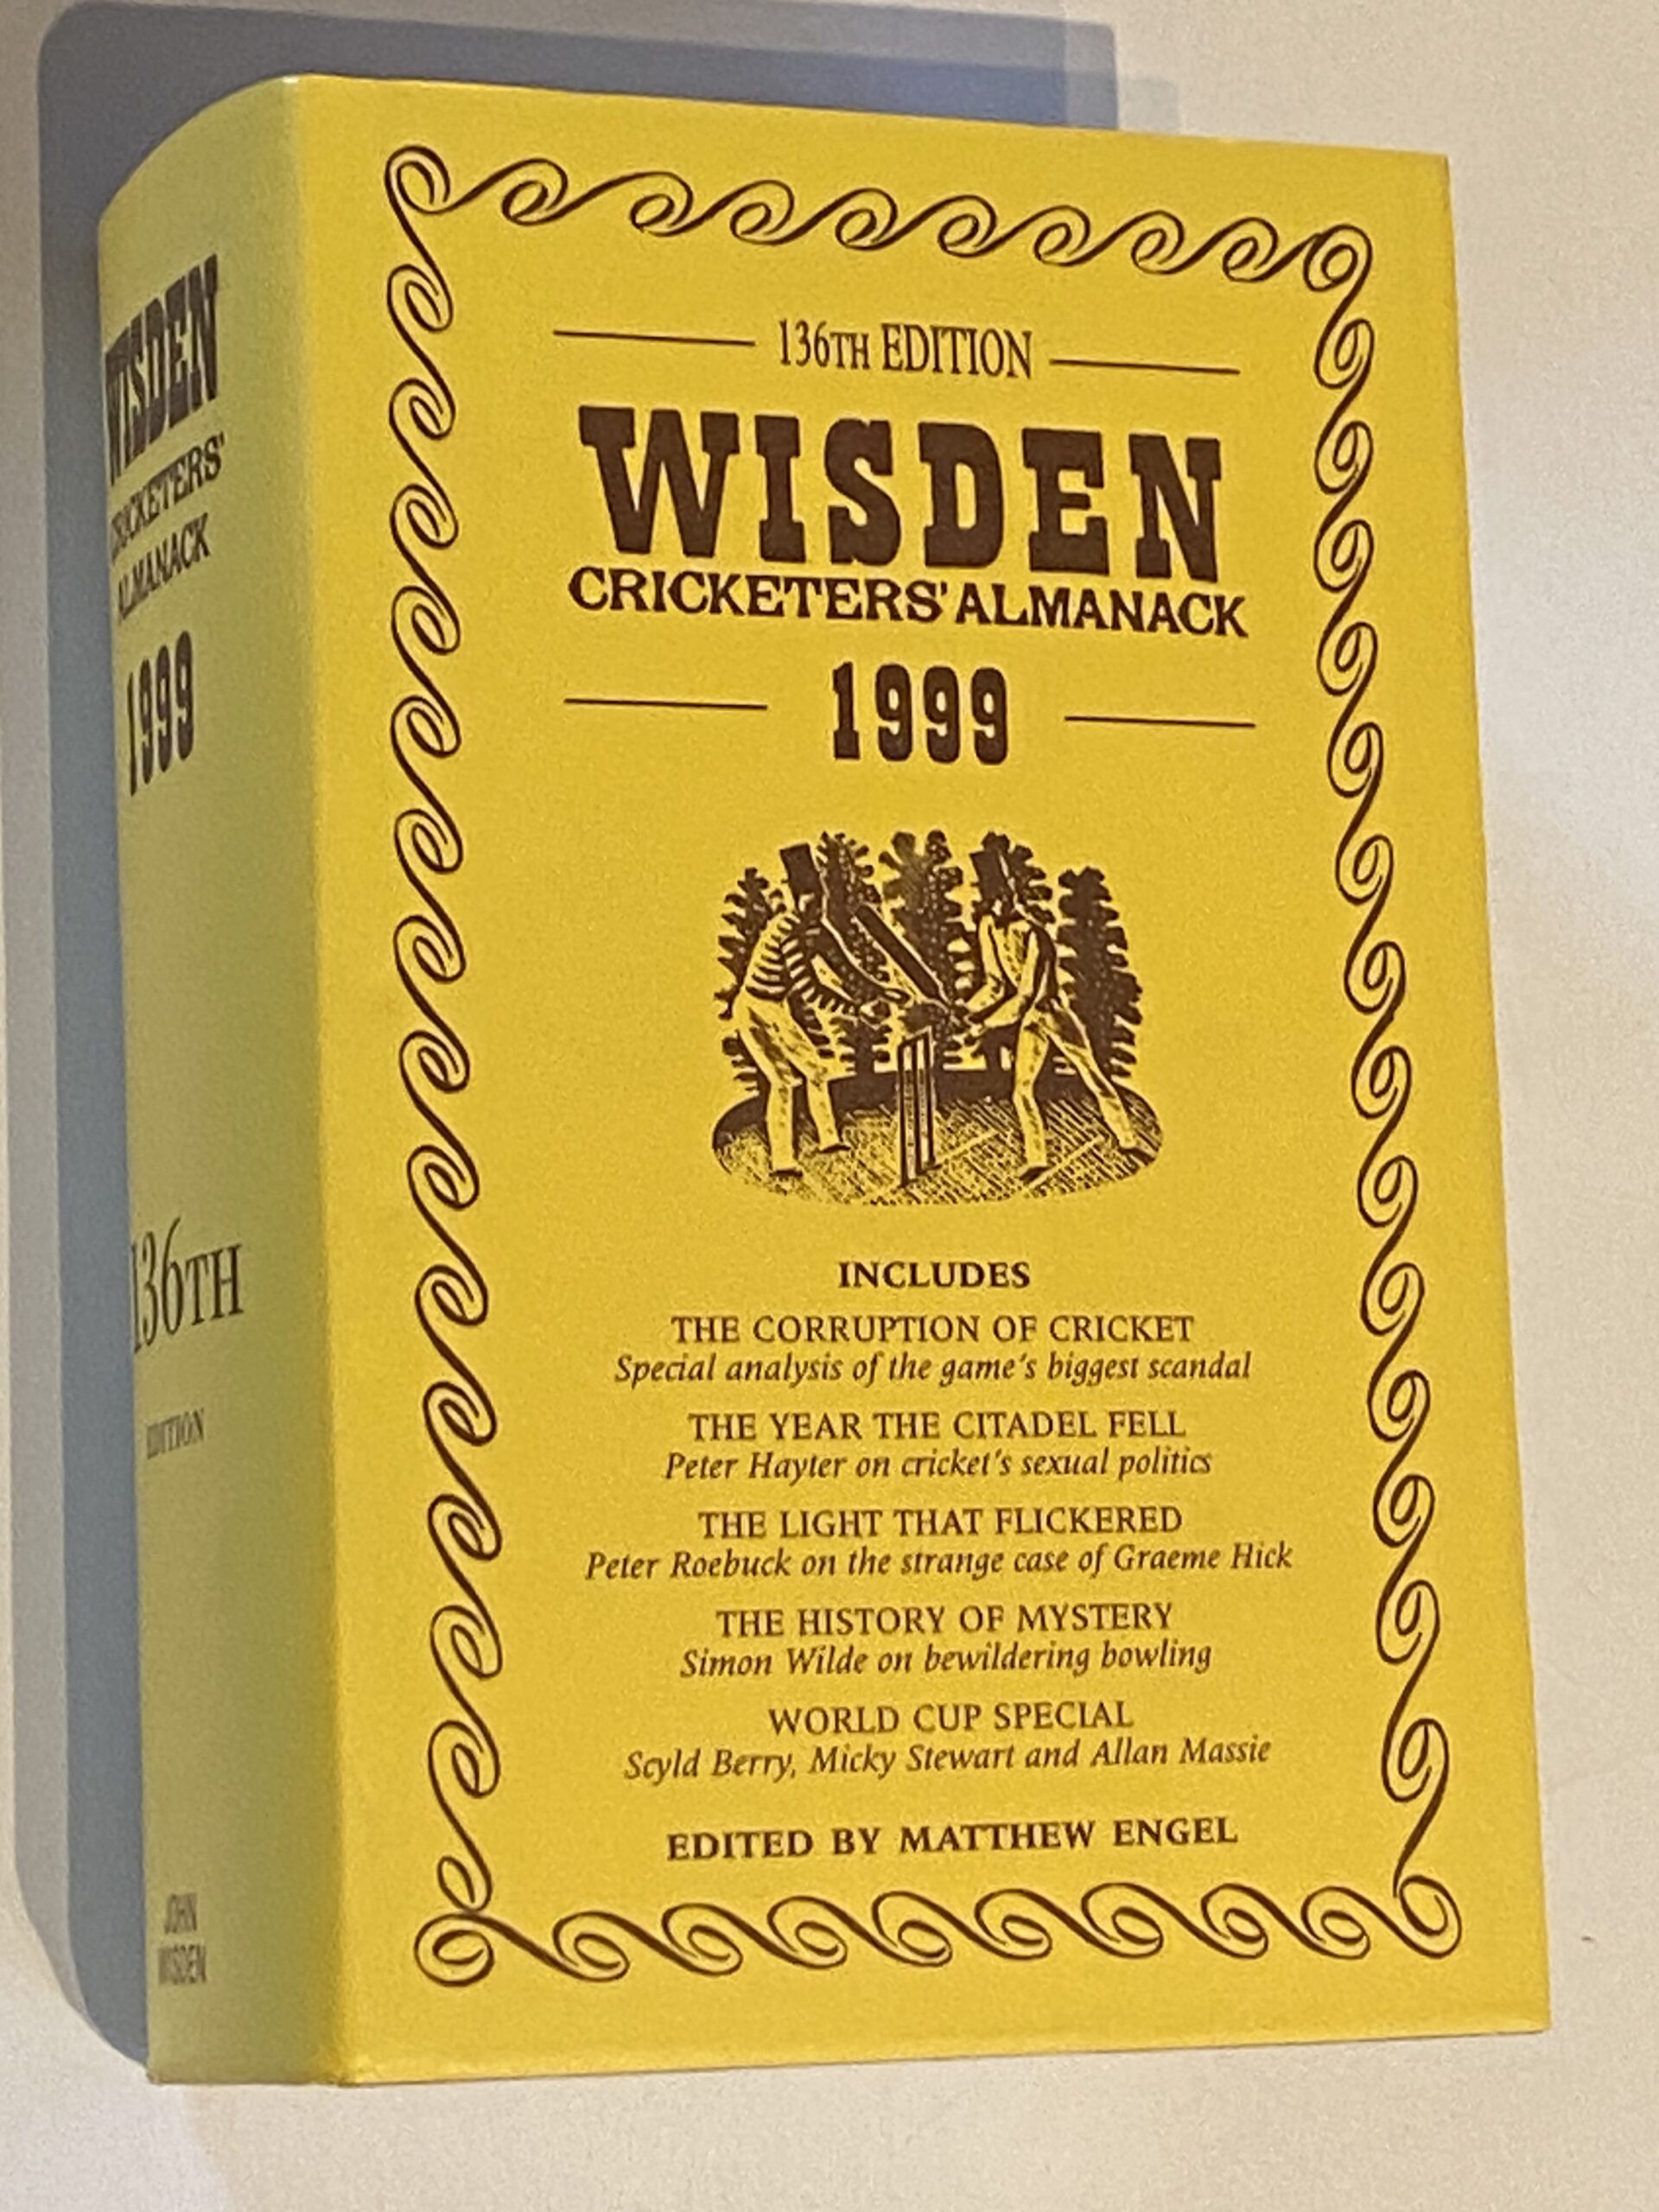 WISDEN
CRICKETERS'
ALMANACK
1999
136TH
EDITION
JOHN
WISDEN
136TH EDITION
WISDEN
CRICKETERS' ALMANACK
1999
INCLUDES
THE CORRUPTION OF CRICKET
Special analysis of the game's biggest scandal
THE YEAR THE CITADEL FELL
Peter Hayter on cricket's sexual politics
THE LIGHT THAT FLICKERED
Peter Roebuck on the strange case of Graeme Hick
THE HISTORY OF MYSTERY
Simon Wilde on bewildering bowling
WORLD CUP SPECIAL
Scyld Berry, Micky Stewart and Allan Massie
EDITED BY MATTHEW ENGEL